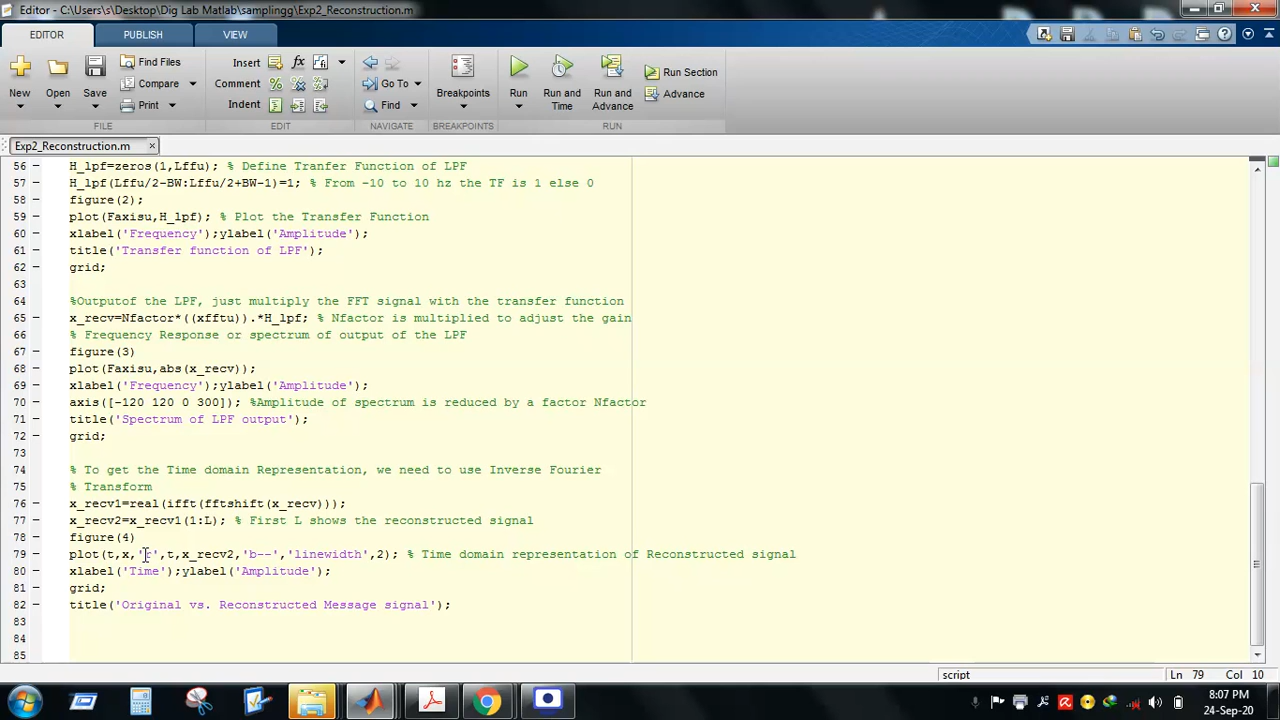 Editor - C:\Users\s\Desktop\Dig Lab Matlab\samplingg\Exp2_Reconstruction.m
EDITOR PUBLISH VIEW
New Open Save Find Files Compare Print Insert fx Comment Indent Go To Find Breakpoints Run Run and Time Run and Advance Run Section Advance
FILE EDIT NAVIGATE BREAKPOINTS RUN
Exp2_Reconstruction.m ×
56 – H_lpf=zeros(1,Lffu); % Define Tranfer Function of LPF
57 – H_lpf(Lffu/2-BW:Lffu/2+BW-1)=1; % From -10 to 10 hz the TF is 1 else 0
58 – figure(2);
59 – plot(Faxisu,H_lpf); % Plot the Transfer Function
60 – xlabel('Frequency');ylabel('Amplitude');
61 – title('Transfer function of LPF');
62 – grid;
63
64 %Outputof the LPF, just multiply the FFT signal with the transfer function
65 – x_recv=Nfactor*((xfftu)).*H_lpf; % Nfactor is multiplied to adjust the gain
66 % Frequency Response or spectrum of output of the LPF
67 – figure(3)
68 – plot(Faxisu,abs(x_recv));
69 – xlabel('Frequency');ylabel('Amplitude');
70 – axis([-120 120 0 300]); %Amplitude of spectrum is reduced by a factor Nfactor
71 – title('Spectrum of LPF output');
72 – grid;
73
74 % To get the Time domain Representation, we need to use Inverse Fourier
75 % Transform
76 – x_recv1=real(ifft(fftshift(x_recv)));
77 – x_recv2=x_recv1(1:L); % First L shows the reconstructed signal
78 – figure(4)
79 – plot(t,x,' ',t,x_recv2,'b--','linewidth',2); % Time domain representation of Reconstructed signal
80 – xlabel('Time');ylabel('Amplitude');
81 – grid;
82 – title('Original vs. Reconstructed Message signal');
83
84
85
script Ln 79 Col 10
8:07 PM
24-Sep-20